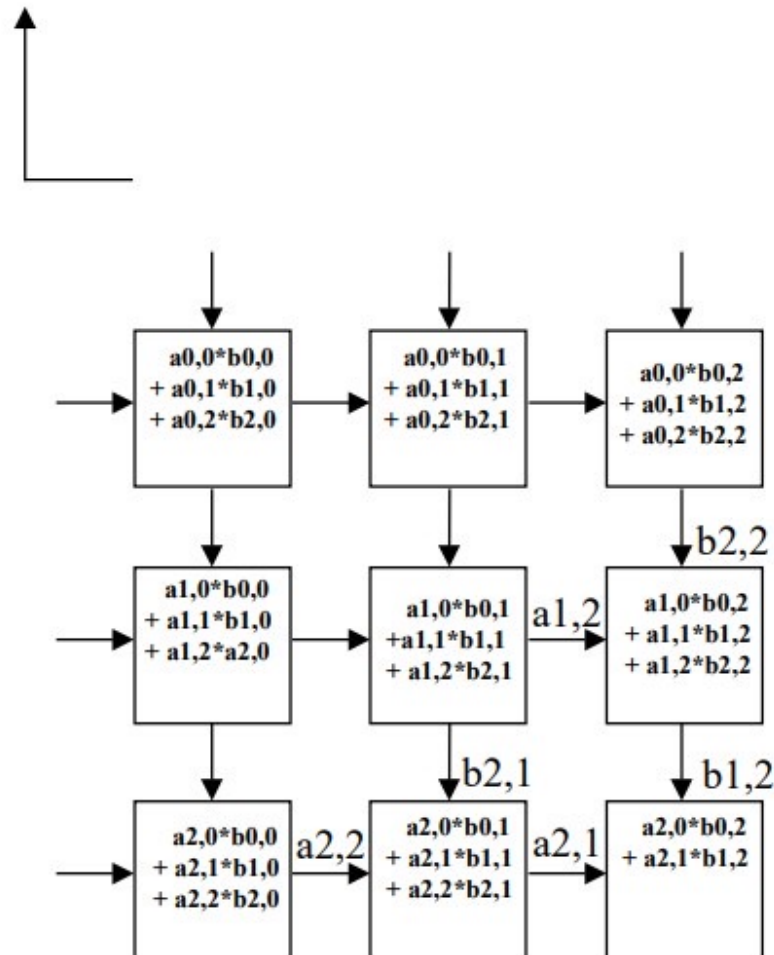 a0,0*b0,0
+ a0,1*b1,0
+ a0,2*b2,0
a0,0*b0,1
+ a0,1*b1,1
+ a0,2*b2,1
a0,0*b0,2
+ a0,1*b1,2
+ a0,2*b2,2
b2,2
a1,0*b0,0
+ a1,1*b1,0
+ a1,2*a2,0
a1,0*b0,1
+a1,1*b1,1
+ a1,2*b2,1
a1,2
a1,0*b0,2
+ a1,1*b1,2
+ a1,2*b2,2
b2,1
b1,2
a2,0*b0,0
+ a2,1*b1,0
+ a2,2*b2,0
a2,2
a2,0*b0,1
+ a2,1*b1,1
+ a2,2*b2,1
a2,1
a2,0*b0,2
+ a2,1*b1,2